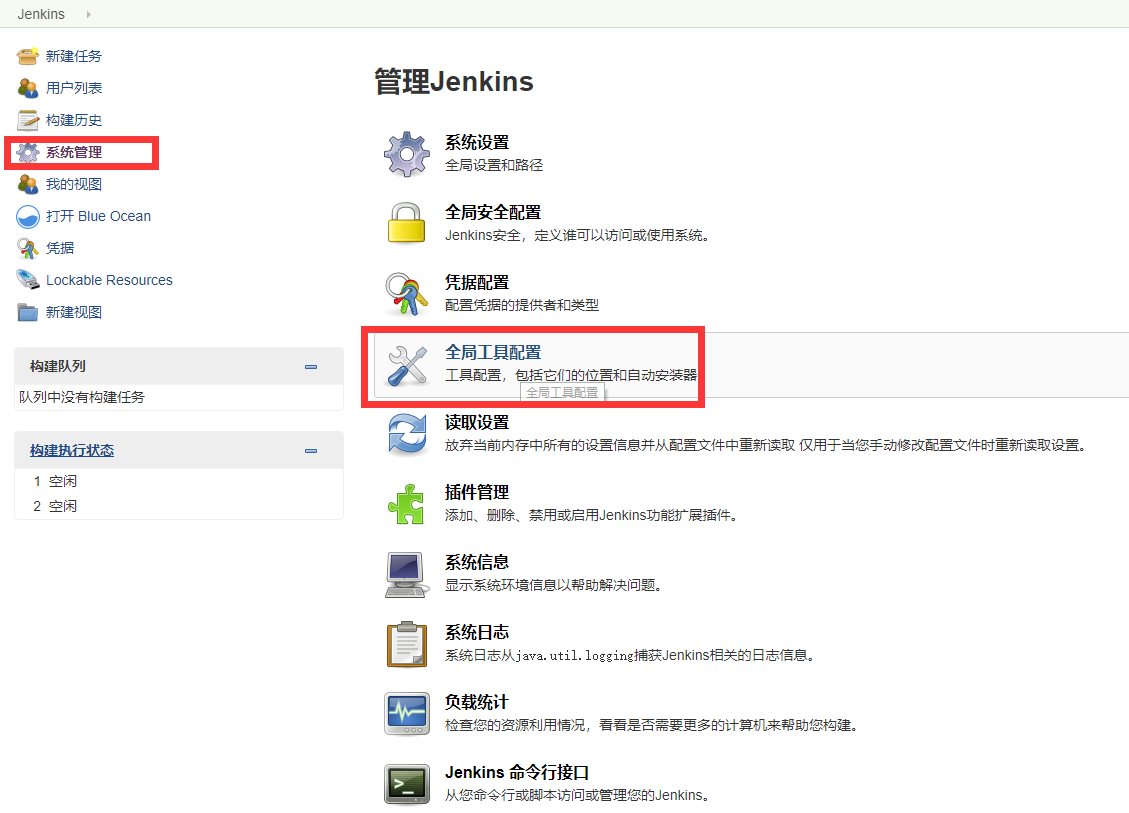 Jenkins
新建任务
用户列表
构建历史
系统管理
我的视图
打开 Blue Ocean
凭据
Lockable Resources
新建视图
构建队列
队列中没有构建任务
构建执行状态
1 空闲
2 空闲
管理Jenkins
系统设置
全局设置和路径
全局安全配置
Jenkins安全，定义谁可以访问或使用系统。
凭据配置
配置凭据的提供者和类型
全局工具配置
工具配置，包括它们的位置和自动安装器
全局工具配置
读取设置
放弃当前内存中所有的设置信息并从配置文件中重新读取 仅用于当您手动修改配置文件时重新读取设置。
插件管理
添加、删除、禁用或启用Jenkins功能扩展插件。
系统信息
显示系统环境信息以帮助解决问题。
系统日志
系统日志从java.util.logging捕获Jenkins相关的日志信息。
负载统计
检查您的资源利用情况，看看是否需要更多的计算机来帮助您构建。
Jenkins 命令行接口
从您命令行或脚本访问或管理您的Jenkins。